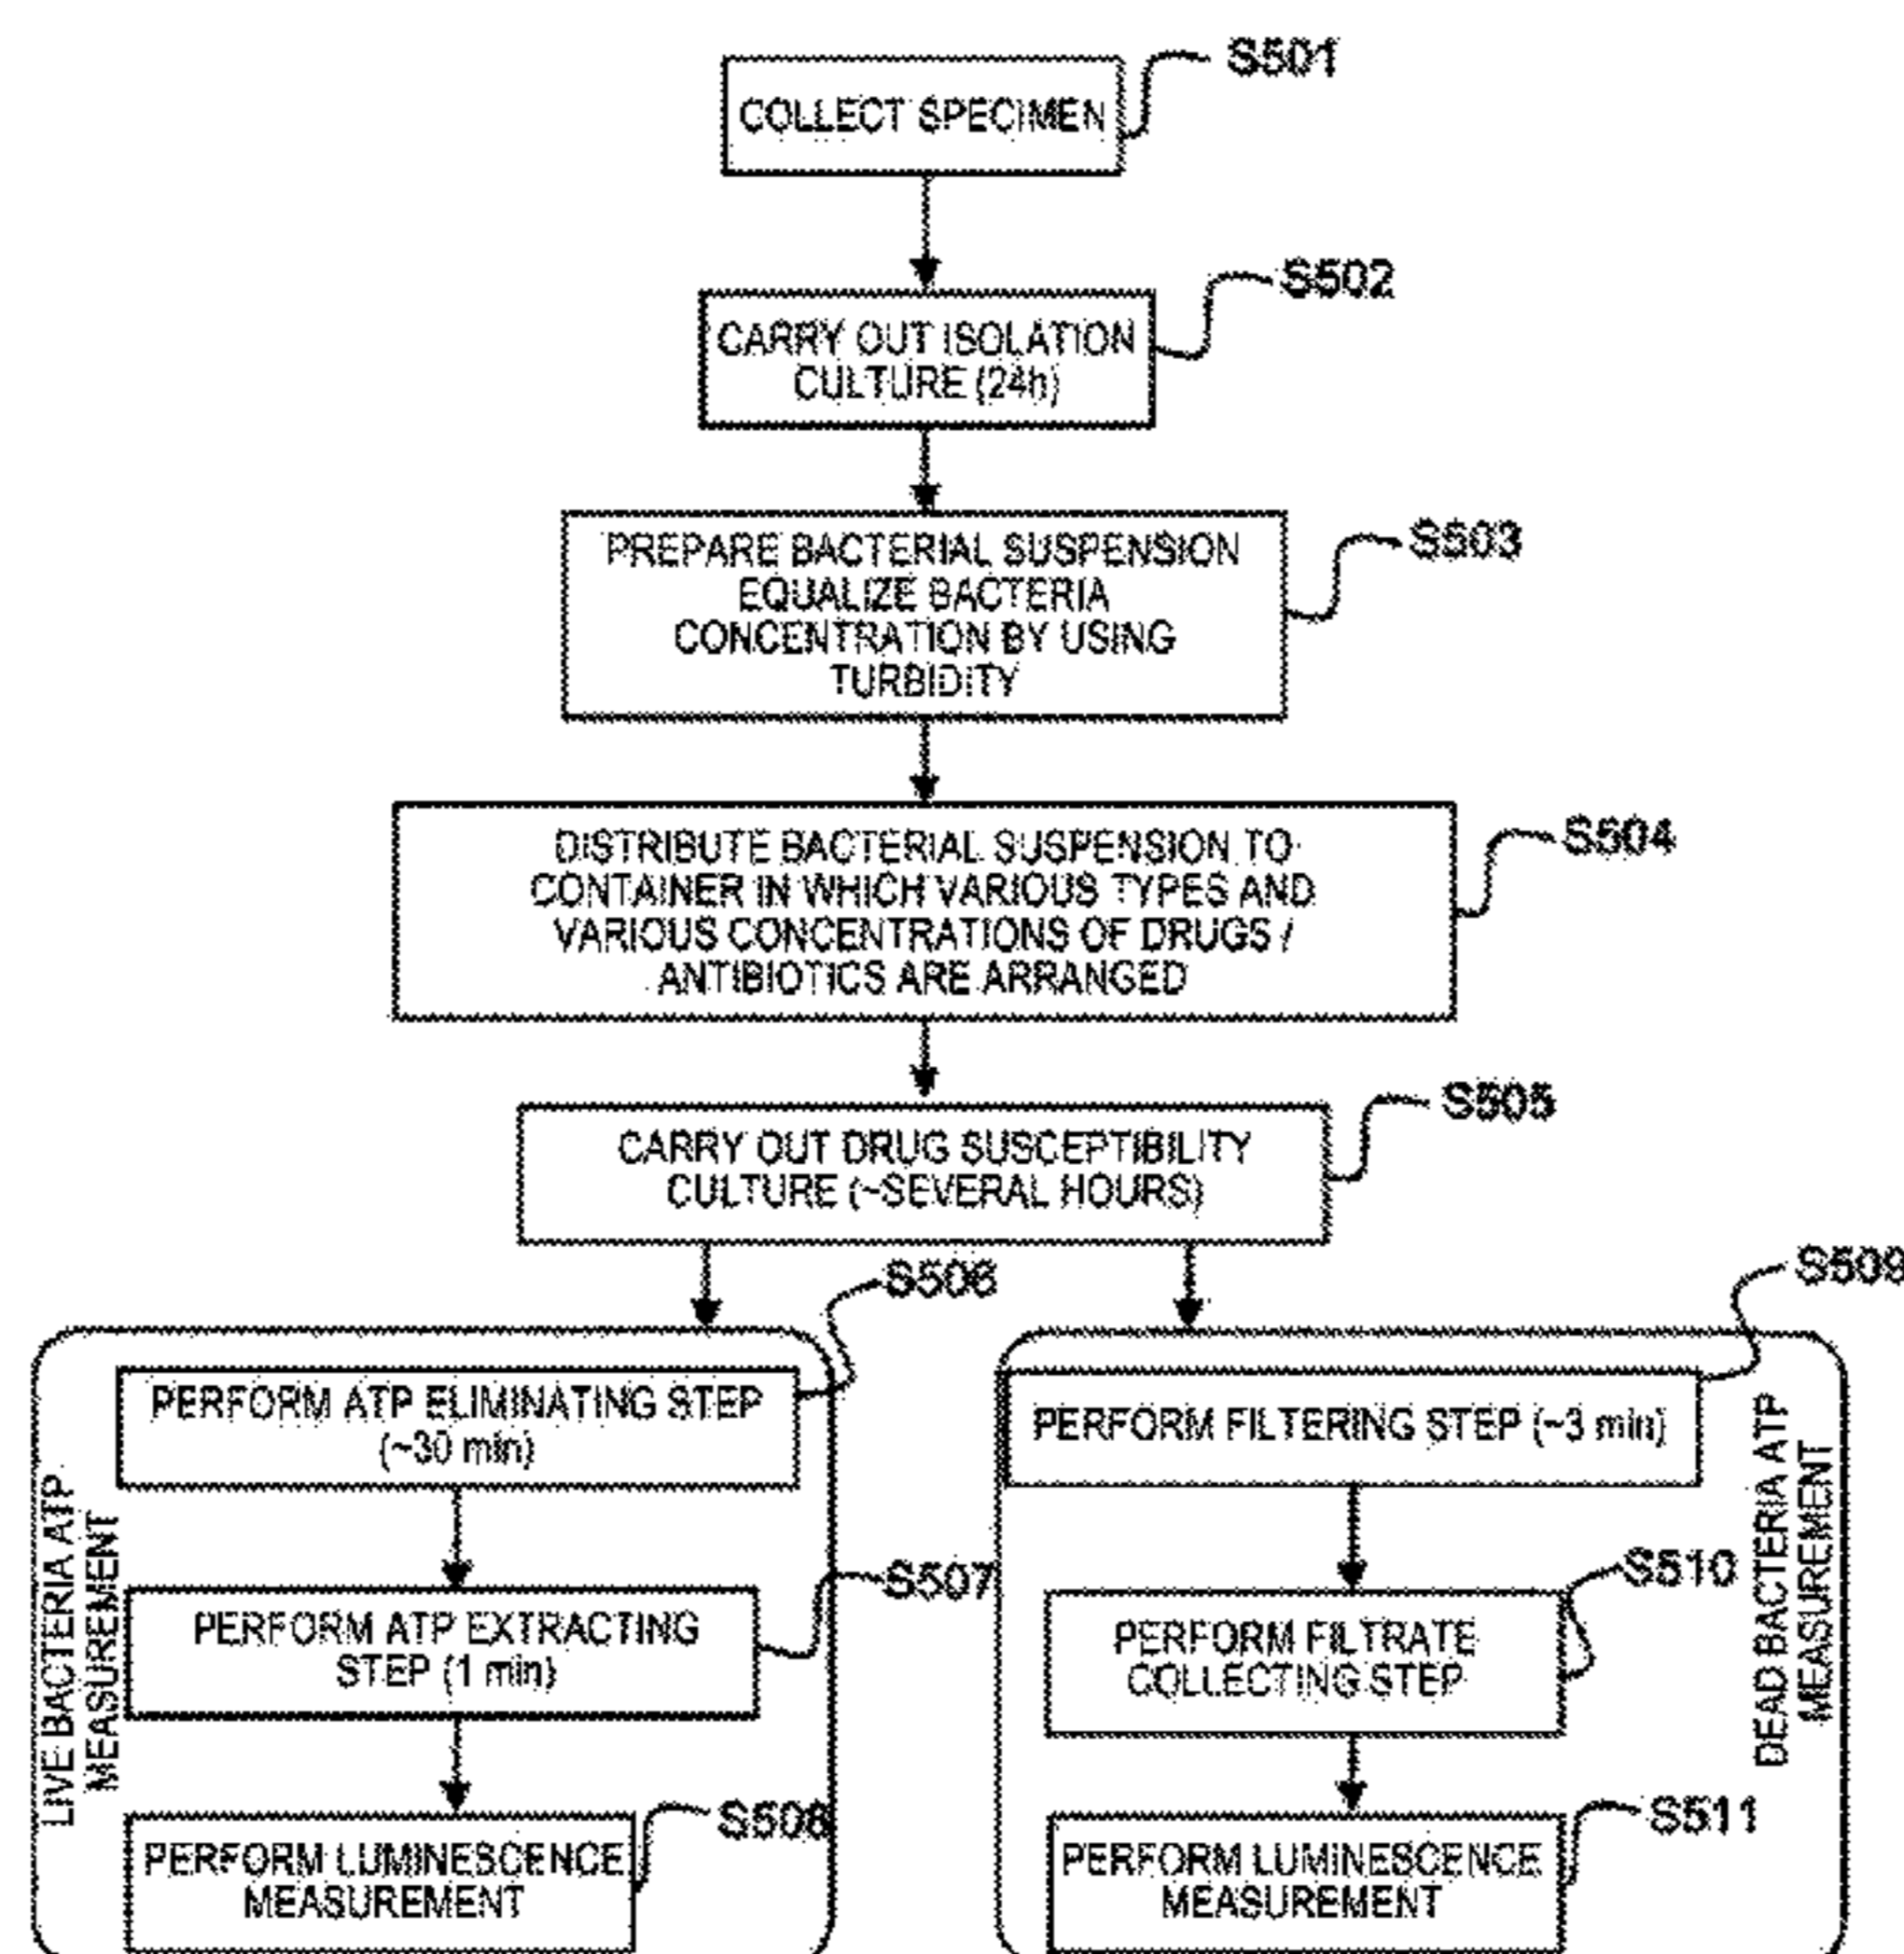 S501
COLLECT SPECIMEN
S502
CARRY OUT ISOLATION
CULTURE (24h)
S503
PREPARE BACTERIAL SUSPENSION
EQUALIZE BACTERIA
CONCENTRATION BY USING
TURBIDITY
S504
DISTRIBUTE BACTERIAL SUSPENSION TO
CONTAINER IN WHICH VARIOUS TYPES AND
VARIOUS CONCENTRATIONS OF DRUGS /
ANTIBIOTICS ARE ARRANGED
S505
CARRY OUT DRUG SUSCEPTIBILITY
CULTURE (~SEVERAL HOURS)
LIVE BACTERIA ATP
MEASUREMENT
S506
PERFORM ATP ELIMINATING STEP
(~30 min)
S507
PERFORM ATP EXTRACTING
STEP (1 min)
S508
PERFORM LUMINESCENCE
MEASUREMENT
DEAD BACTERIA ATP
MEASUREMENT
S509
PERFORM FILTERING STEP (~3 min)
S510
PERFORM FILTRATE
COLLECTING STEP
S511
PERFORM LUMINESCENCE
MEASUREMENT